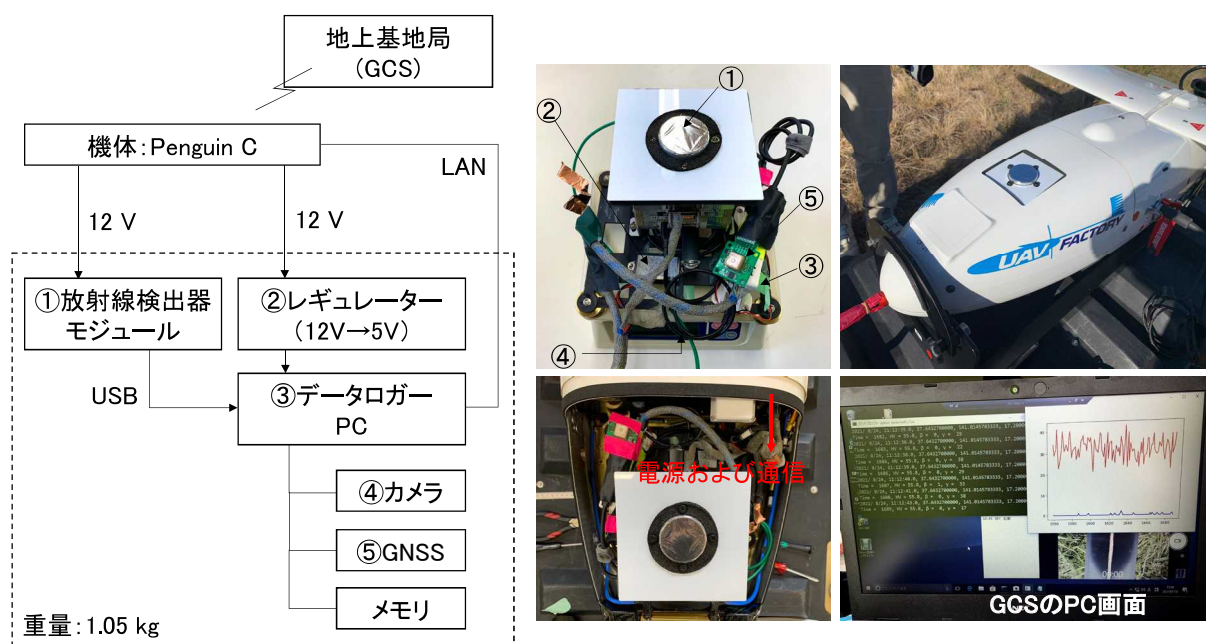 地上基地局
(GCS)
機体:Penguin C
LAN
12 V
12 V
①放射線検出器
モジュール
②レギュレーター
(12V→5V)
USB
③データロガー
PC
④カメラ
⑤GNSS
メモリ
重量:1.05 kg
①
②
⑤
③
④
UAV FACTORY
電源および通信
GCSのPC画面